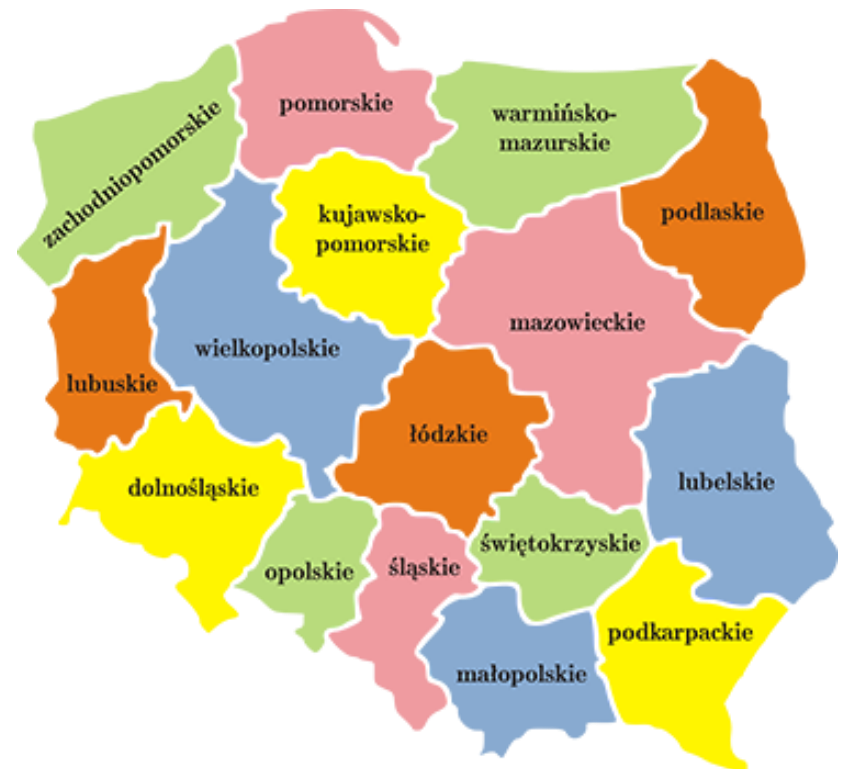 pomorskie
warmińsko-
mazurskie
zachodniopomorskie
podlaskie
kujawsko-
pomorskie
mazowieckie
wielkopolskie
lubuskie
łódzkie
lubelskie
dolnośląskie
świętokrzyskie
opolskie
śląskie
podkarpackie
małopolskie